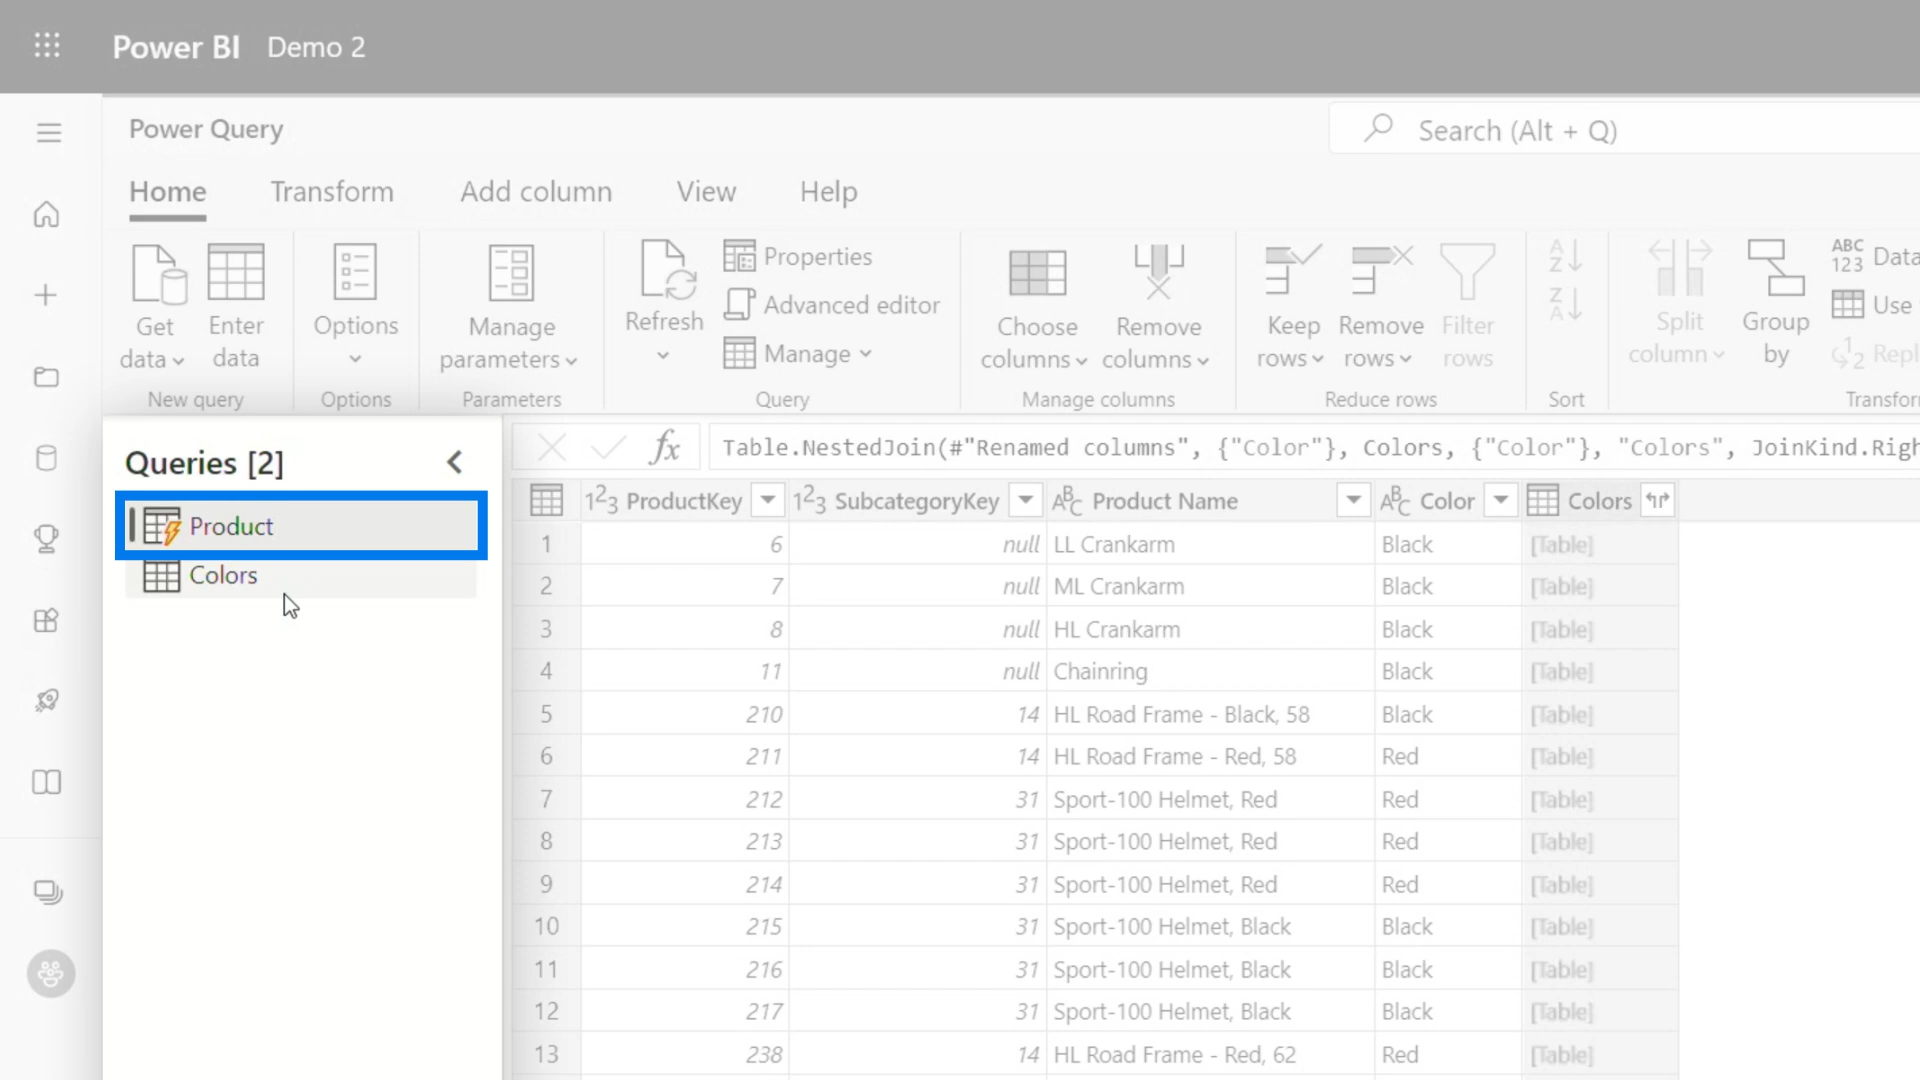 Power BI Demo 2
Power Query
Search (Alt + Q)
Home Transform Add column View Help
Get data
Enter data
Options
Manage parameters
Refresh
Properties
Advanced editor
Manage
Choose columns
Remove columns
Keep rows
Remove rows
Filter rows
A Z
Z A
Split column
Group by
ABC 123 Data
Use
1 2 Repl
New query Options Parameters Query Manage columns Reduce rows Sort Transfor
Queries [2]
Product
Colors
fx Table.NestedJoin(#"Renamed columns", {"Color"}, Colors, {"Color"}, "Colors", JoinKind.Righ
123 ProductKey 123 SubcategoryKey ABC Product Name ABC Color Colors
1 6 null LL Crankarm Black [Table]
2 7 null ML Crankarm Black [Table]
3 8 null HL Crankarm Black [Table]
4 11 null Chainring Black [Table]
5 210 14 HL Road Frame - Black, 58 Black [Table]
6 211 14 HL Road Frame - Red, 58 Red [Table]
7 212 31 Sport-100 Helmet, Red Red [Table]
8 213 31 Sport-100 Helmet, Red Red [Table]
9 214 31 Sport-100 Helmet, Red Red [Table]
10 215 31 Sport-100 Helmet, Black Black [Table]
11 216 31 Sport-100 Helmet, Black Black [Table]
12 217 31 Sport-100 Helmet, Black Black [Table]
13 238 14 HL Road Frame - Red, 62 Red [Table]